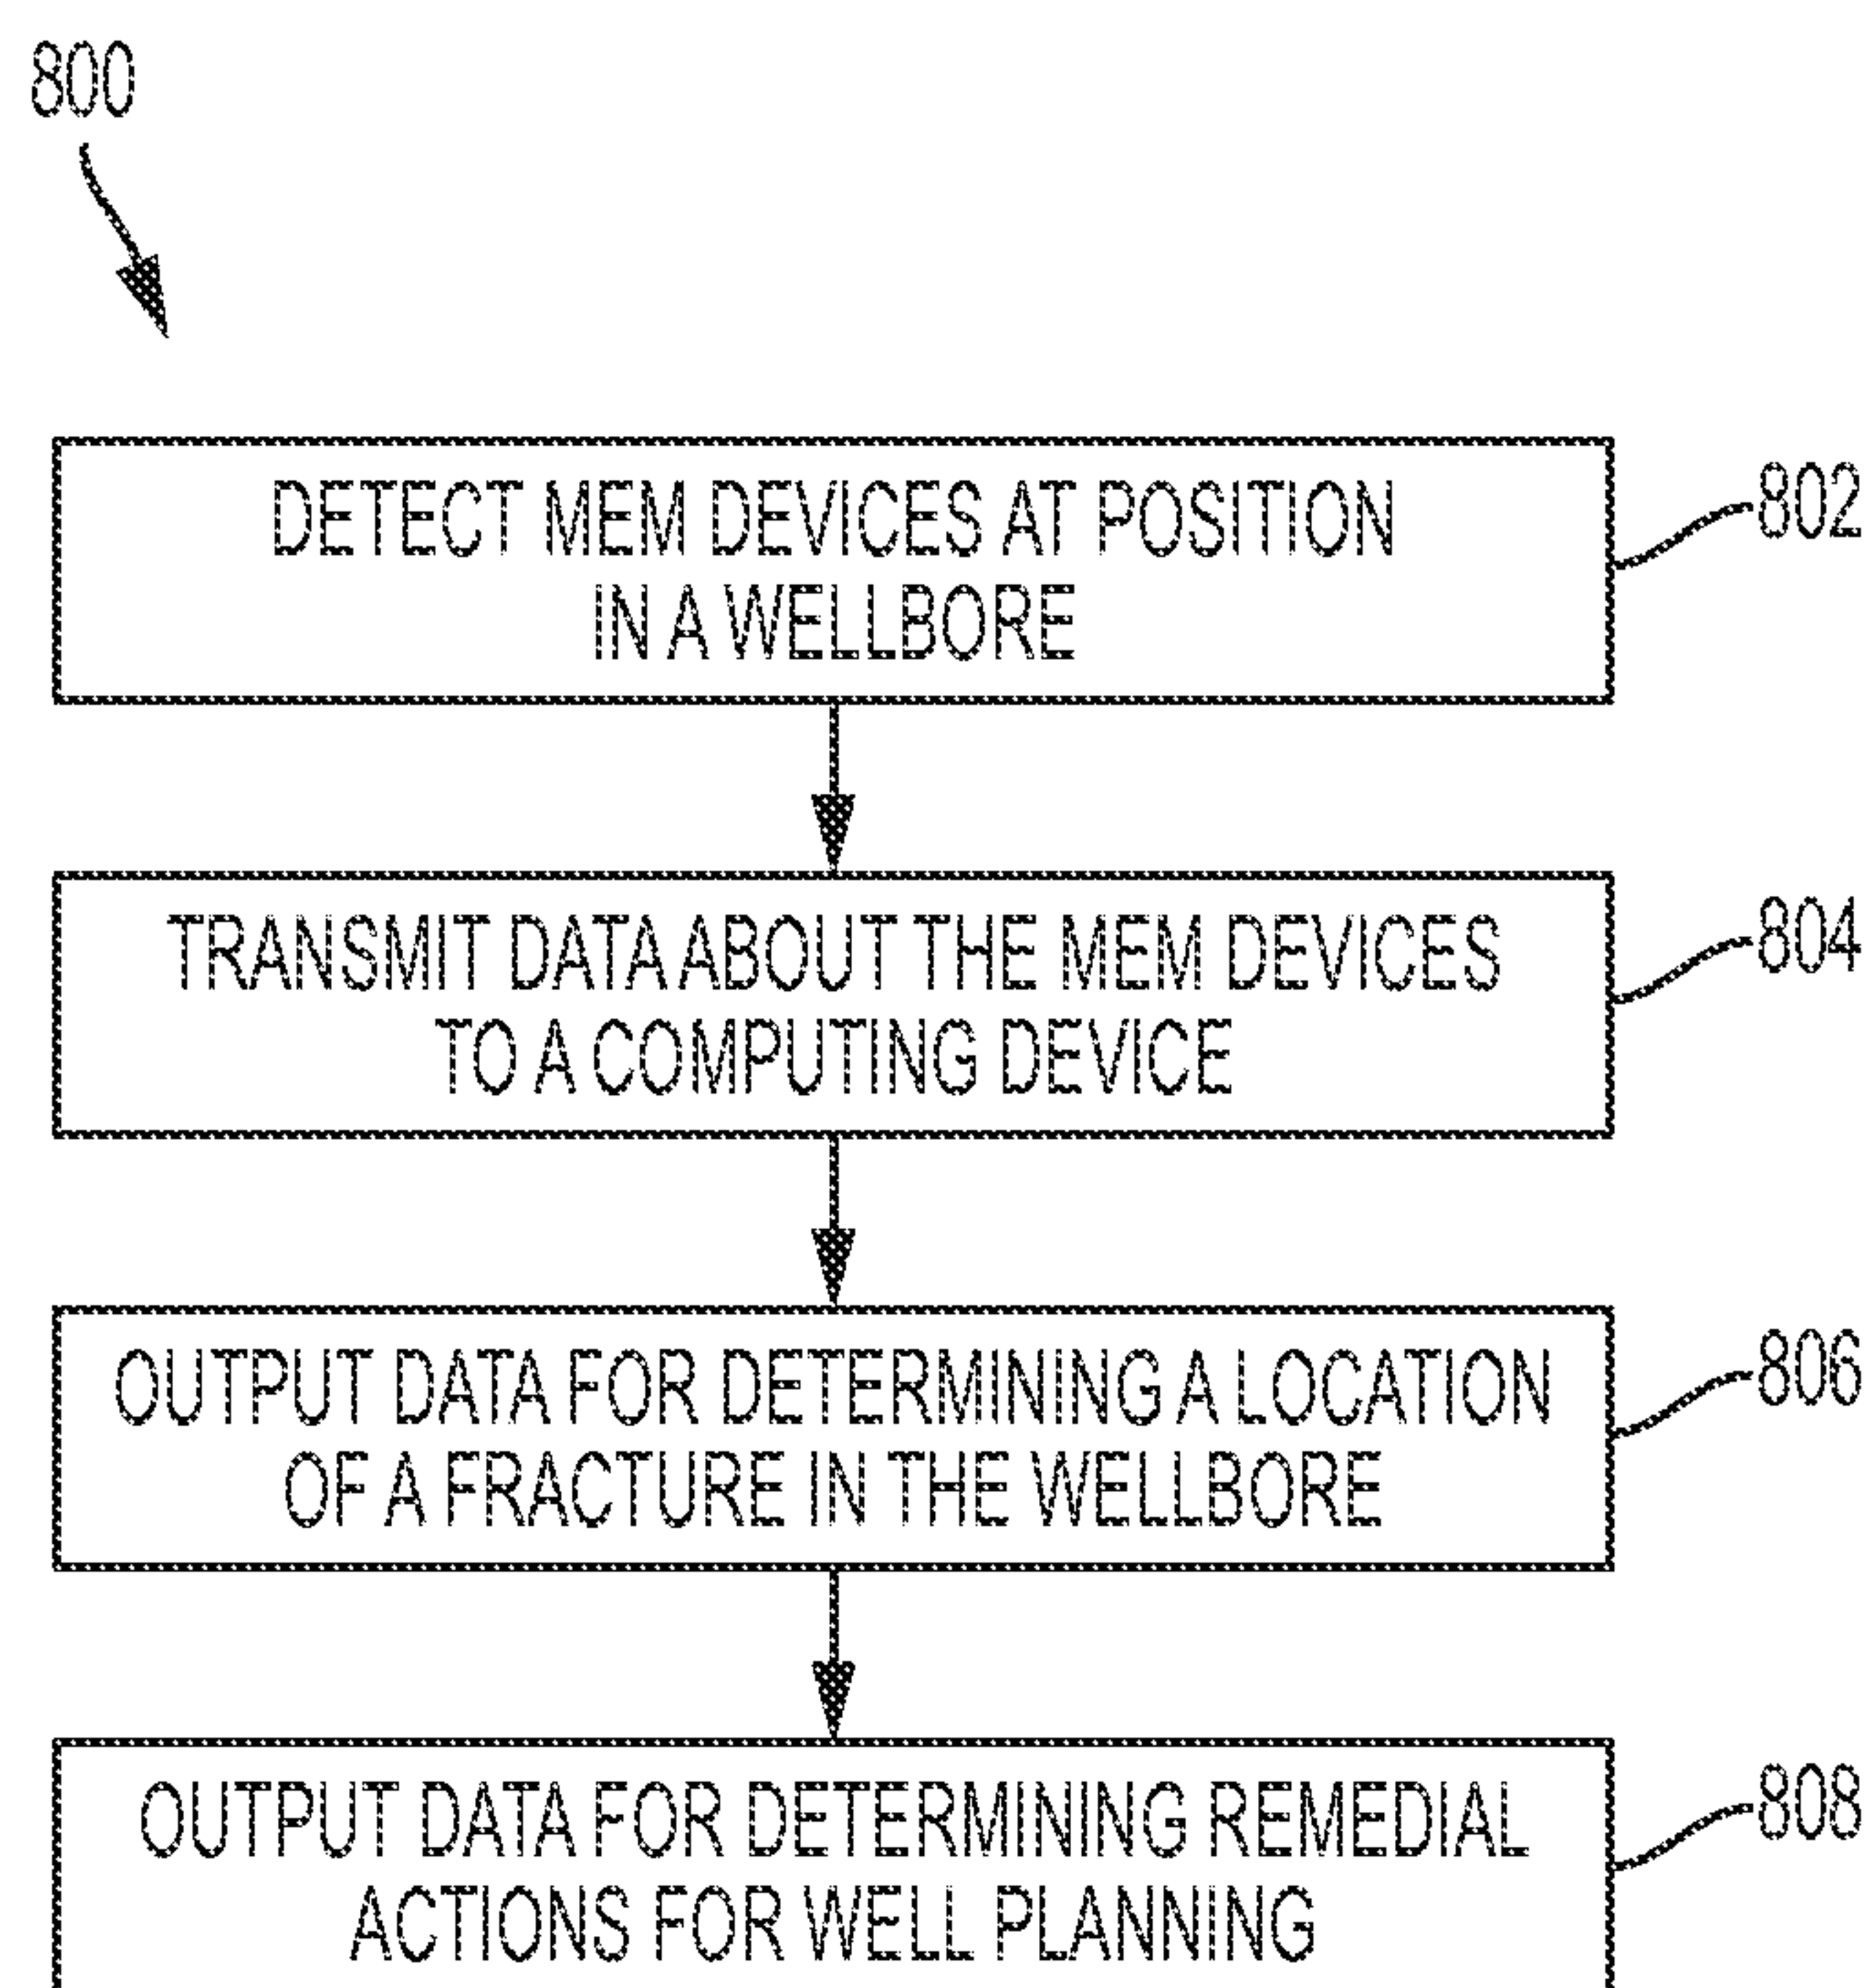 800
DETECT MEM DEVICES AT POSITION
IN A WELLBORE
802
TRANSMIT DATA ABOUT THE MEM DEVICES
TO A COMPUTING DEVICE
804
OUTPUT DATA FOR DETERMINING A LOCATION
OF A FRACTURE IN THE WELLBORE
806
OUTPUT DATA FOR DETERMINING REMEDIAL
ACTIONS FOR WELL PLANNING
808